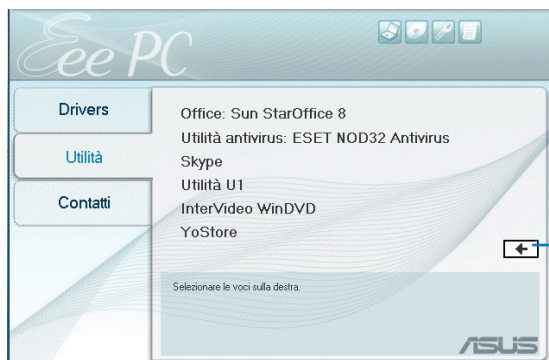 Eee PC
Drivers
Utilità
Contatti
Office: Sun StarOffice 8
Utilità antivirus: ESET NOD32 Antivirus
Skype
Utilità U1
InterVideo WinDVD
YoStore
Selezionare le voci sulla destra.
ASUS